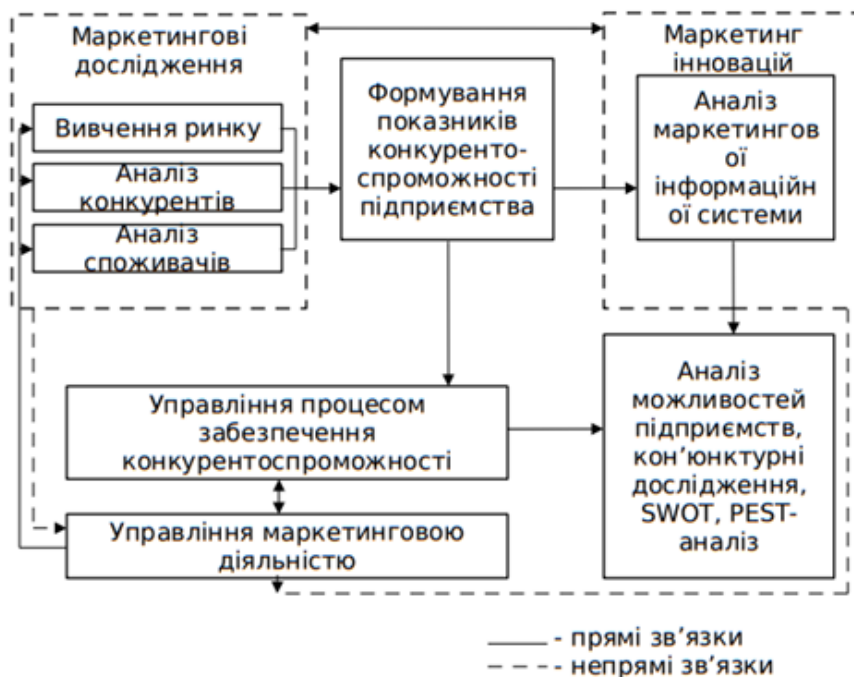 Маркетингові
дослідження
Вивчення ринку
Аналіз
конкурентів
Аналіз
споживачів
Формування
показників
конкуренто-
спроможності
підприємства
Маркетинг
інновацій
Аналіз
маркетингов
ої
інформаційн
ої системи
Управління процесом
забезпечення
конкурентоспроможності
Управління маркетинговою
діяльністю
Аналіз
можливостей
підприємств,
кон’юнктурні
дослідження,
SWOT, PEST-
аналіз
- прямі зв’язки
- непрямі зв’язки